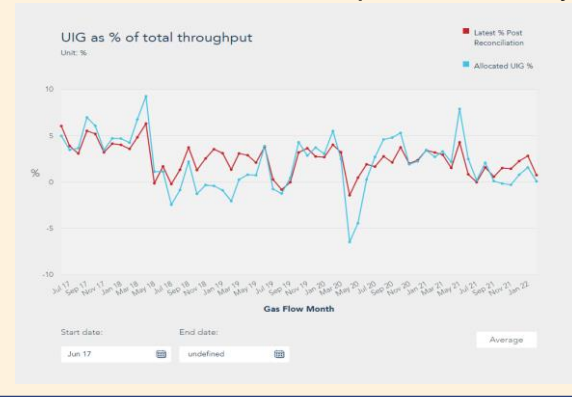 UIG as % of total throughput
Unit: %
Latest % Post
Reconciliation
Allocated UIG %
10
5
0
-5
-10
%
Jul 17 Sep 17 Nov 17 Jan 18 Mar 18 May 18 Jul 18 Sep 18 Nov 18 Jan 19 Mar 19 May 19 Jul 19 Sep 19 Nov 19 Jan 20 Mar 20 May 20 Jul 20 Sep 20 Nov 20 Jan 21 Mar 21 May 21 Jul 21 Sep 21 Nov 21 Jan 22
Gas Flow Month
Start date:
End date:
Jun 17
undefined
Average